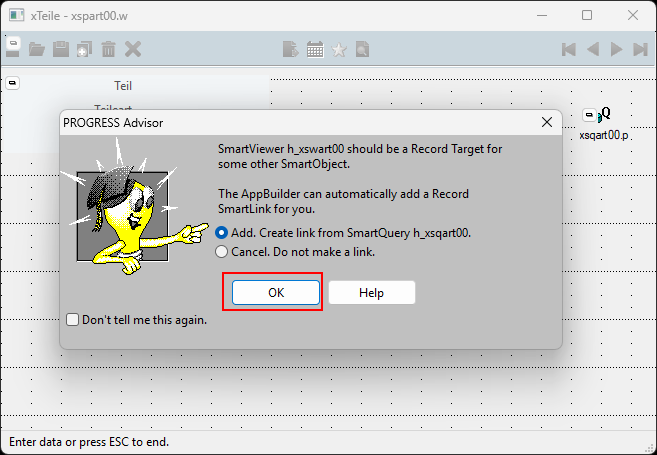 xTeile - xspart00.w
Teil
Teileart
Q
xsqart00.p
PROGRESS Advisor
SmartViewer h_xswart00 should be a Record Target for
some other SmartObject.
The AppBuilder can automatically add a Record
SmartLink for you.
Add. Create link from SmartQuery h_xsqart00.
Cancel. Do not make a link.
OK
Help
Don't tell me this again.
Enter data or press ESC to end.